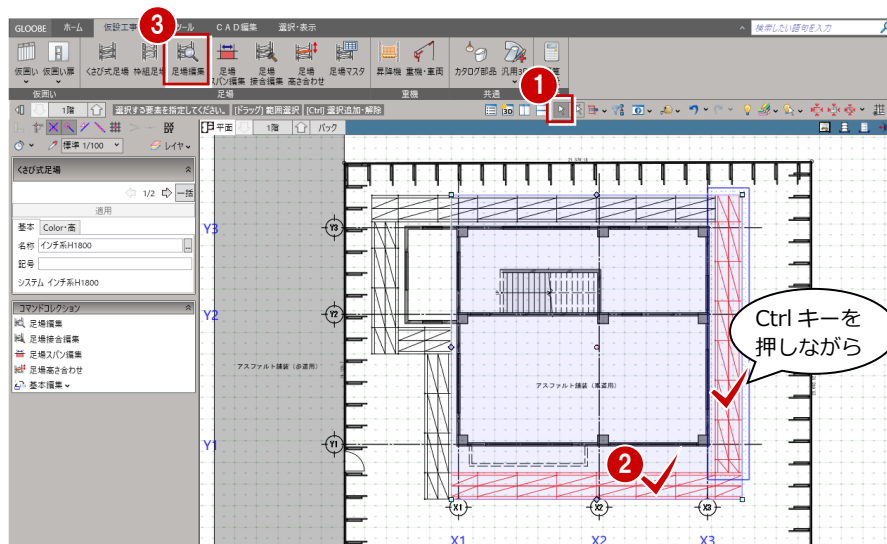 GLOOBE ホーム 仮設工事 ツール CAD編集 選択・表示 検索したい語句を入力
3
仮囲い 仮囲い扉 くさび式足場 枠組足場 足場編集 足場スパン編集 足場接合編集 足場高さ合わせ 足場マスタ 昇降機 重機・車両 カタログ部品 汎用3D
仮囲い 足場 重機 共通
1
1階 選択する要素を指定してください。 [ドラッグ] 範囲選択 | [Ctrl] 選択追加・解除
平面 1階 バック
標準 1/100 レイヤ
くさび式足場
1/2 一括
適用
基本 Color・高
名称 インチ系H1800
記号
システム インチ系H1800
コマンドコレクション
足場編集
足場接合編集
足場スパン編集
足場高さ合わせ
基本編集
Y3 Y3
Y2 Y2
Ctrl キーを
押しながら
アスファルト舗装(歩道用)
アスファルト舗装(車道用)
Y1 Y1
2
X1 X2 X3
X1 X2 X3